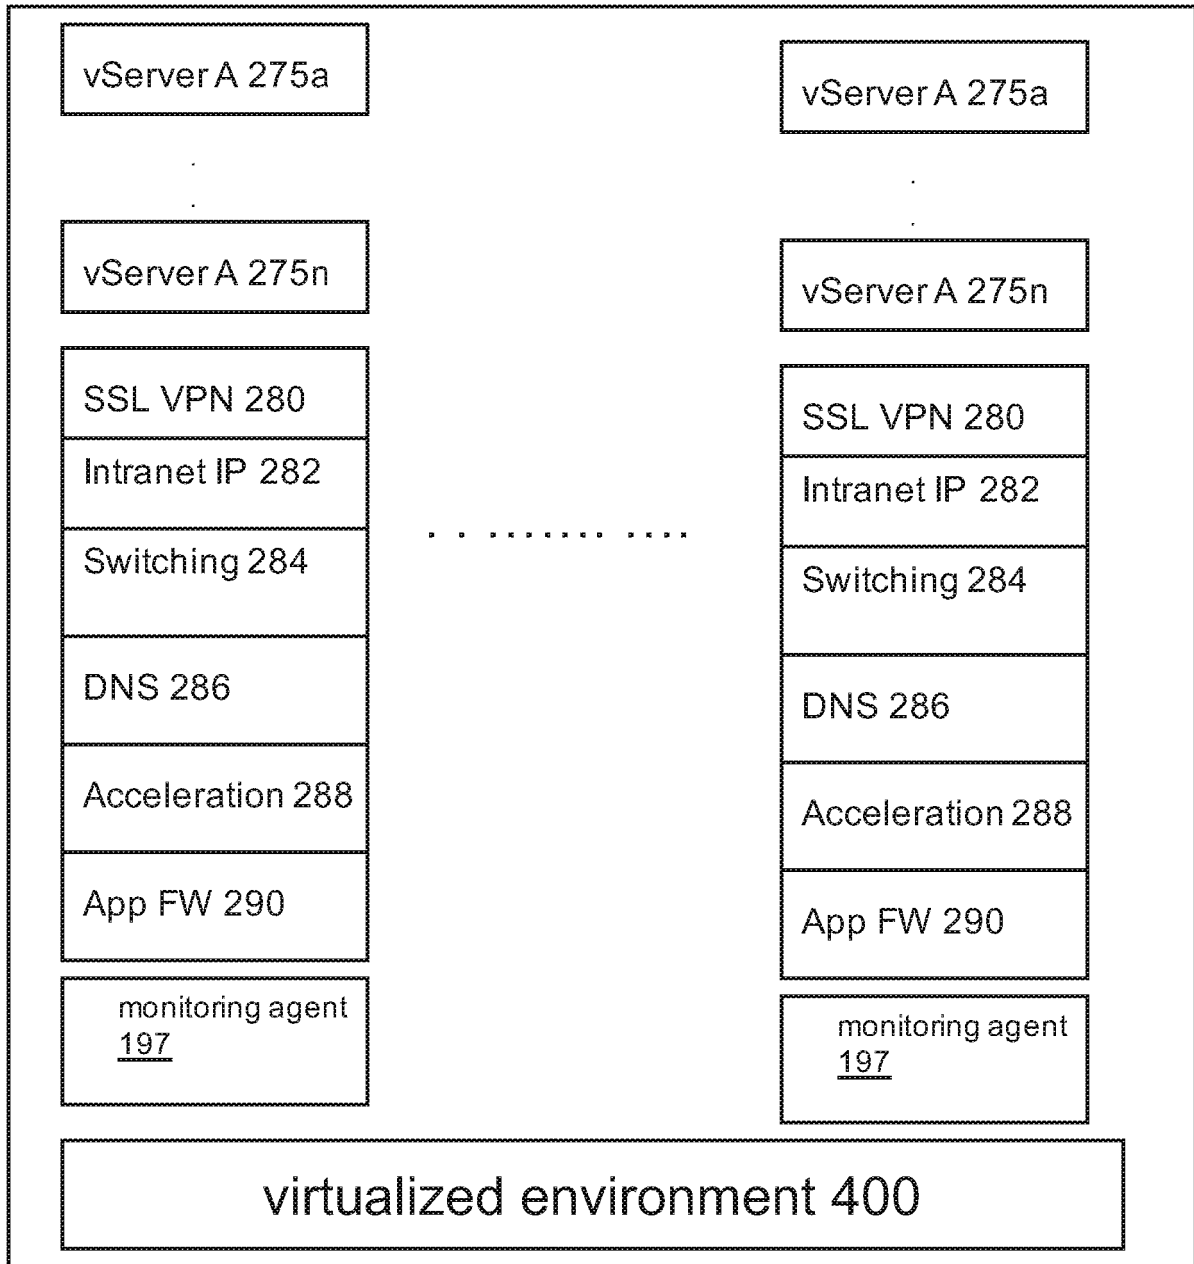 vServer A 275a
vServer A 275n
SSL VPN 280
Intranet IP 282
Switching 284
DNS 286
Acceleration 288
App FW 290
monitoring agent
197
vServer A 275a
vServer A 275n
SSL VPN 280
Intranet IP 282
Switching 284
DNS 286
Acceleration 288
App FW 290
monitoring agent
197
virtualized environment 400